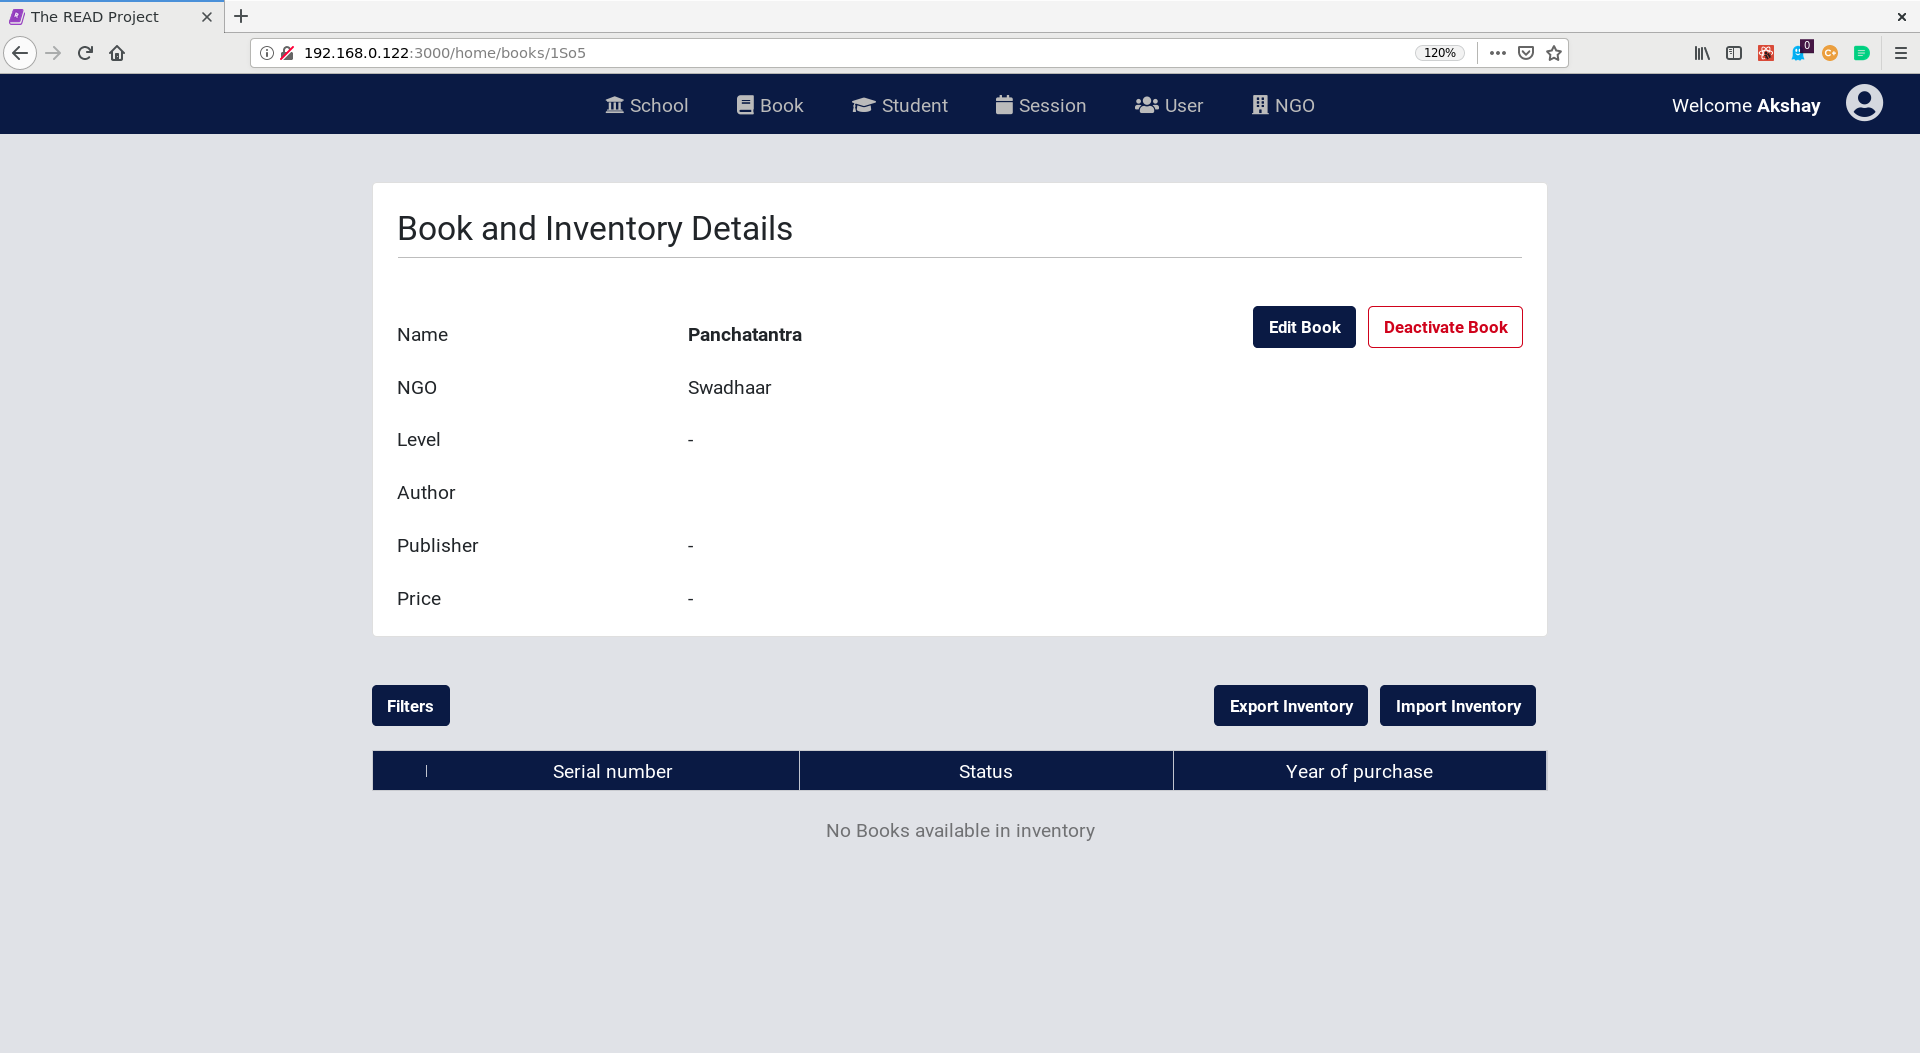 The READ Project
192.168.0.122:3000/home/books/1So5
120%
0
School Book Student Session User NGO
Welcome Akshay
Book and Inventory Details
Name Panchatantra
Edit Book Deactivate Book
NGO Swadhaar
Level -
Author
Publisher -
Price -
Filters Export Inventory Import Inventory
Serial number Status Year of purchase
No Books available in inventory